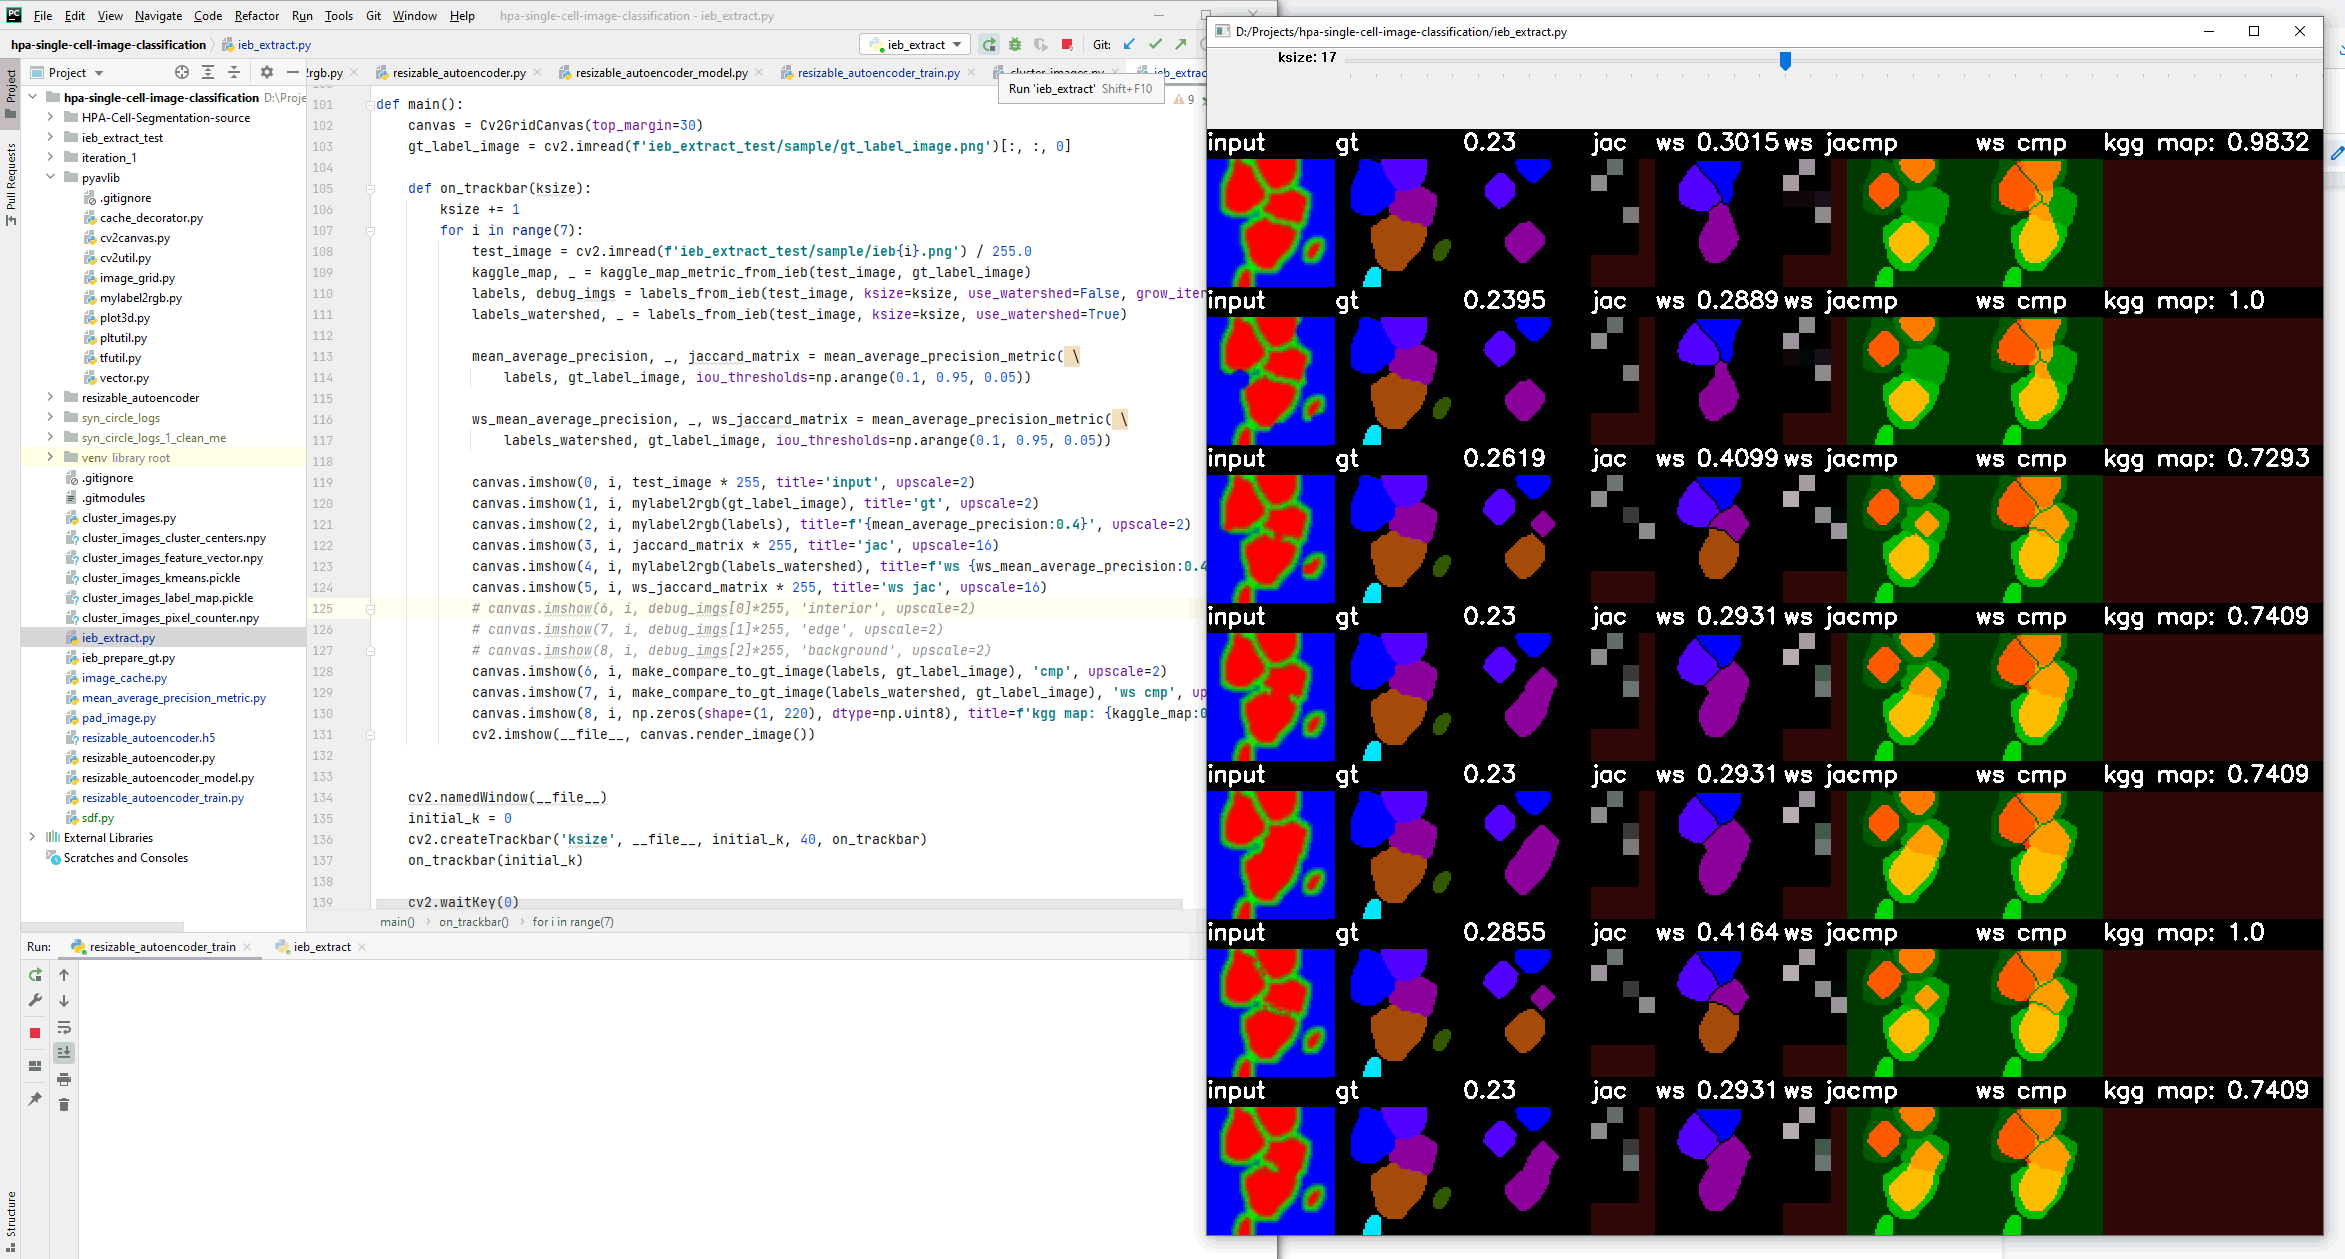 File Edit View Navigate Code Refactor Run Tools Git Window Help hpa-single-cell-image-classification - ieb_extract.py
hpa-single-cell-image-classification ieb_extract.py
ieb_extract Git:
Project
2rgb.py resizable_autoencoder.py resizable_autoencoder_model.py resizable_autoencoder_train.py cluster_images.py ieb_extrac
Run 'ieb_extract' Shift+F10
9
Project
Pull Requests
Structure
hpa-single-cell-image-classification D:\Proje
HPA-Cell-Segmentation-source
ieb_extract_test
iteration_1
pyavlib
.gitignore
cache_decorator.py
cv2canvas.py
cv2util.py
image_grid.py
mylabel2rgb.py
plot3d.py
pltutil.py
tfutil.py
vector.py
resizable_autoencoder
syn_circle_logs
syn_circle_logs_1_clean_me
venv library root
.gitignore
.gitmodules
cluster_images.py
cluster_images_cluster_centers.npy
cluster_images_feature_vector.npy
cluster_images_kmeans.pickle
cluster_images_label_map.pickle
cluster_images_pixel_counter.npy
ieb_extract.py
ieb_prepare_gt.py
image_cache.py
mean_average_precision_metric.py
pad_image.py
resizable_autoencoder.h5
resizable_autoencoder.py
resizable_autoencoder_model.py
resizable_autoencoder_train.py
sdf.py
External Libraries
Scratches and Consoles
101 def main():
102 canvas = Cv2GridCanvas(top_margin=30)
103 gt_label_image = cv2.imread(f'ieb_extract_test/sample/gt_label_image.png')[:, :, 0]
104
105 def on_trackbar(ksize):
106 ksize += 1
107 for i in range(7):
108 test_image = cv2.imread(f'ieb_extract_test/sample/ieb{i}.png') / 255.0
109 kaggle_map, _ = kaggle_map_metric_from_ieb(test_image, gt_label_image)
110 labels, debug_imgs = labels_from_ieb(test_image, ksize=ksize, use_watershed=False, grow_iter
111 labels_watershed, _ = labels_from_ieb(test_image, ksize=ksize, use_watershed=True)
112
113 mean_average_precision, _, jaccard_matrix = mean_average_precision_metric( \
114 labels, gt_label_image, iou_thresholds=np.arange(0.1, 0.95, 0.05))
115
116 ws_mean_average_precision, _, ws_jaccard_matrix = mean_average_precision_metric( \
117 labels_watershed, gt_label_image, iou_thresholds=np.arange(0.1, 0.95, 0.05))
118
119 canvas.imshow(0, i, test_image * 255, title='input', upscale=2)
120 canvas.imshow(1, i, mylabel2rgb(gt_label_image), title='gt', upscale=2)
121 canvas.imshow(2, i, mylabel2rgb(labels), title=f'{mean_average_precision:0.4}', upscale=2)
122 canvas.imshow(3, i, jaccard_matrix * 255, title='jac', upscale=16)
123 canvas.imshow(4, i, mylabel2rgb(labels_watershed), title=f'ws {ws_mean_average_precision:0.4
124 canvas.imshow(5, i, ws_jaccard_matrix * 255, title='ws jac', upscale=16)
125 # canvas.imshow(6, i, debug_imgs[0]*255, 'interior', upscale=2)
126 # canvas.imshow(7, i, debug_imgs[1]*255, 'edge', upscale=2)
127 # canvas.imshow(8, i, debug_imgs[2]*255, 'background', upscale=2)
128 canvas.imshow(6, i, make_compare_to_gt_image(labels, gt_label_image), 'cmp', upscale=2)
129 canvas.imshow(7, i, make_compare_to_gt_image(labels_watershed, gt_label_image), 'ws cmp', up
130 canvas.imshow(8, i, np.zeros(shape=(1, 220), dtype=np.uint8), title=f'kgg map: {kaggle_map:0
131 cv2.imshow(__file__, canvas.render_image())
132
133
134 cv2.namedWindow(__file__)
135 initial_k = 0
136 cv2.createTrackbar('ksize', __file__, initial_k, 40, on_trackbar)
137 on_trackbar(initial_k)
138
139 cv2.waitKey(0)
main() on_trackbar() for i in range(7)
Run: resizable_autoencoder_train ieb_extract
D:/Projects/hpa-single-cell-image-classification/ieb_extract.py
ksize: 17
input gt 0.23 jac ws 0.3015 ws jacmp ws cmp kgg map: 0.9832
input gt 0.2395 jac ws 0.2889 ws jacmp ws cmp kgg map: 1.0
input gt 0.2619 jac ws 0.4099 ws jacmp ws cmp kgg map: 0.7293
input gt 0.23 jac ws 0.2931 ws jacmp ws cmp kgg map: 0.7409
input gt 0.23 jac ws 0.2931 ws jacmp ws cmp kgg map: 0.7409
input gt 0.2855 jac ws 0.4164 ws jacmp ws cmp kgg map: 1.0
input gt 0.23 jac ws 0.2931 ws jacmp ws cmp kgg map: 0.7409